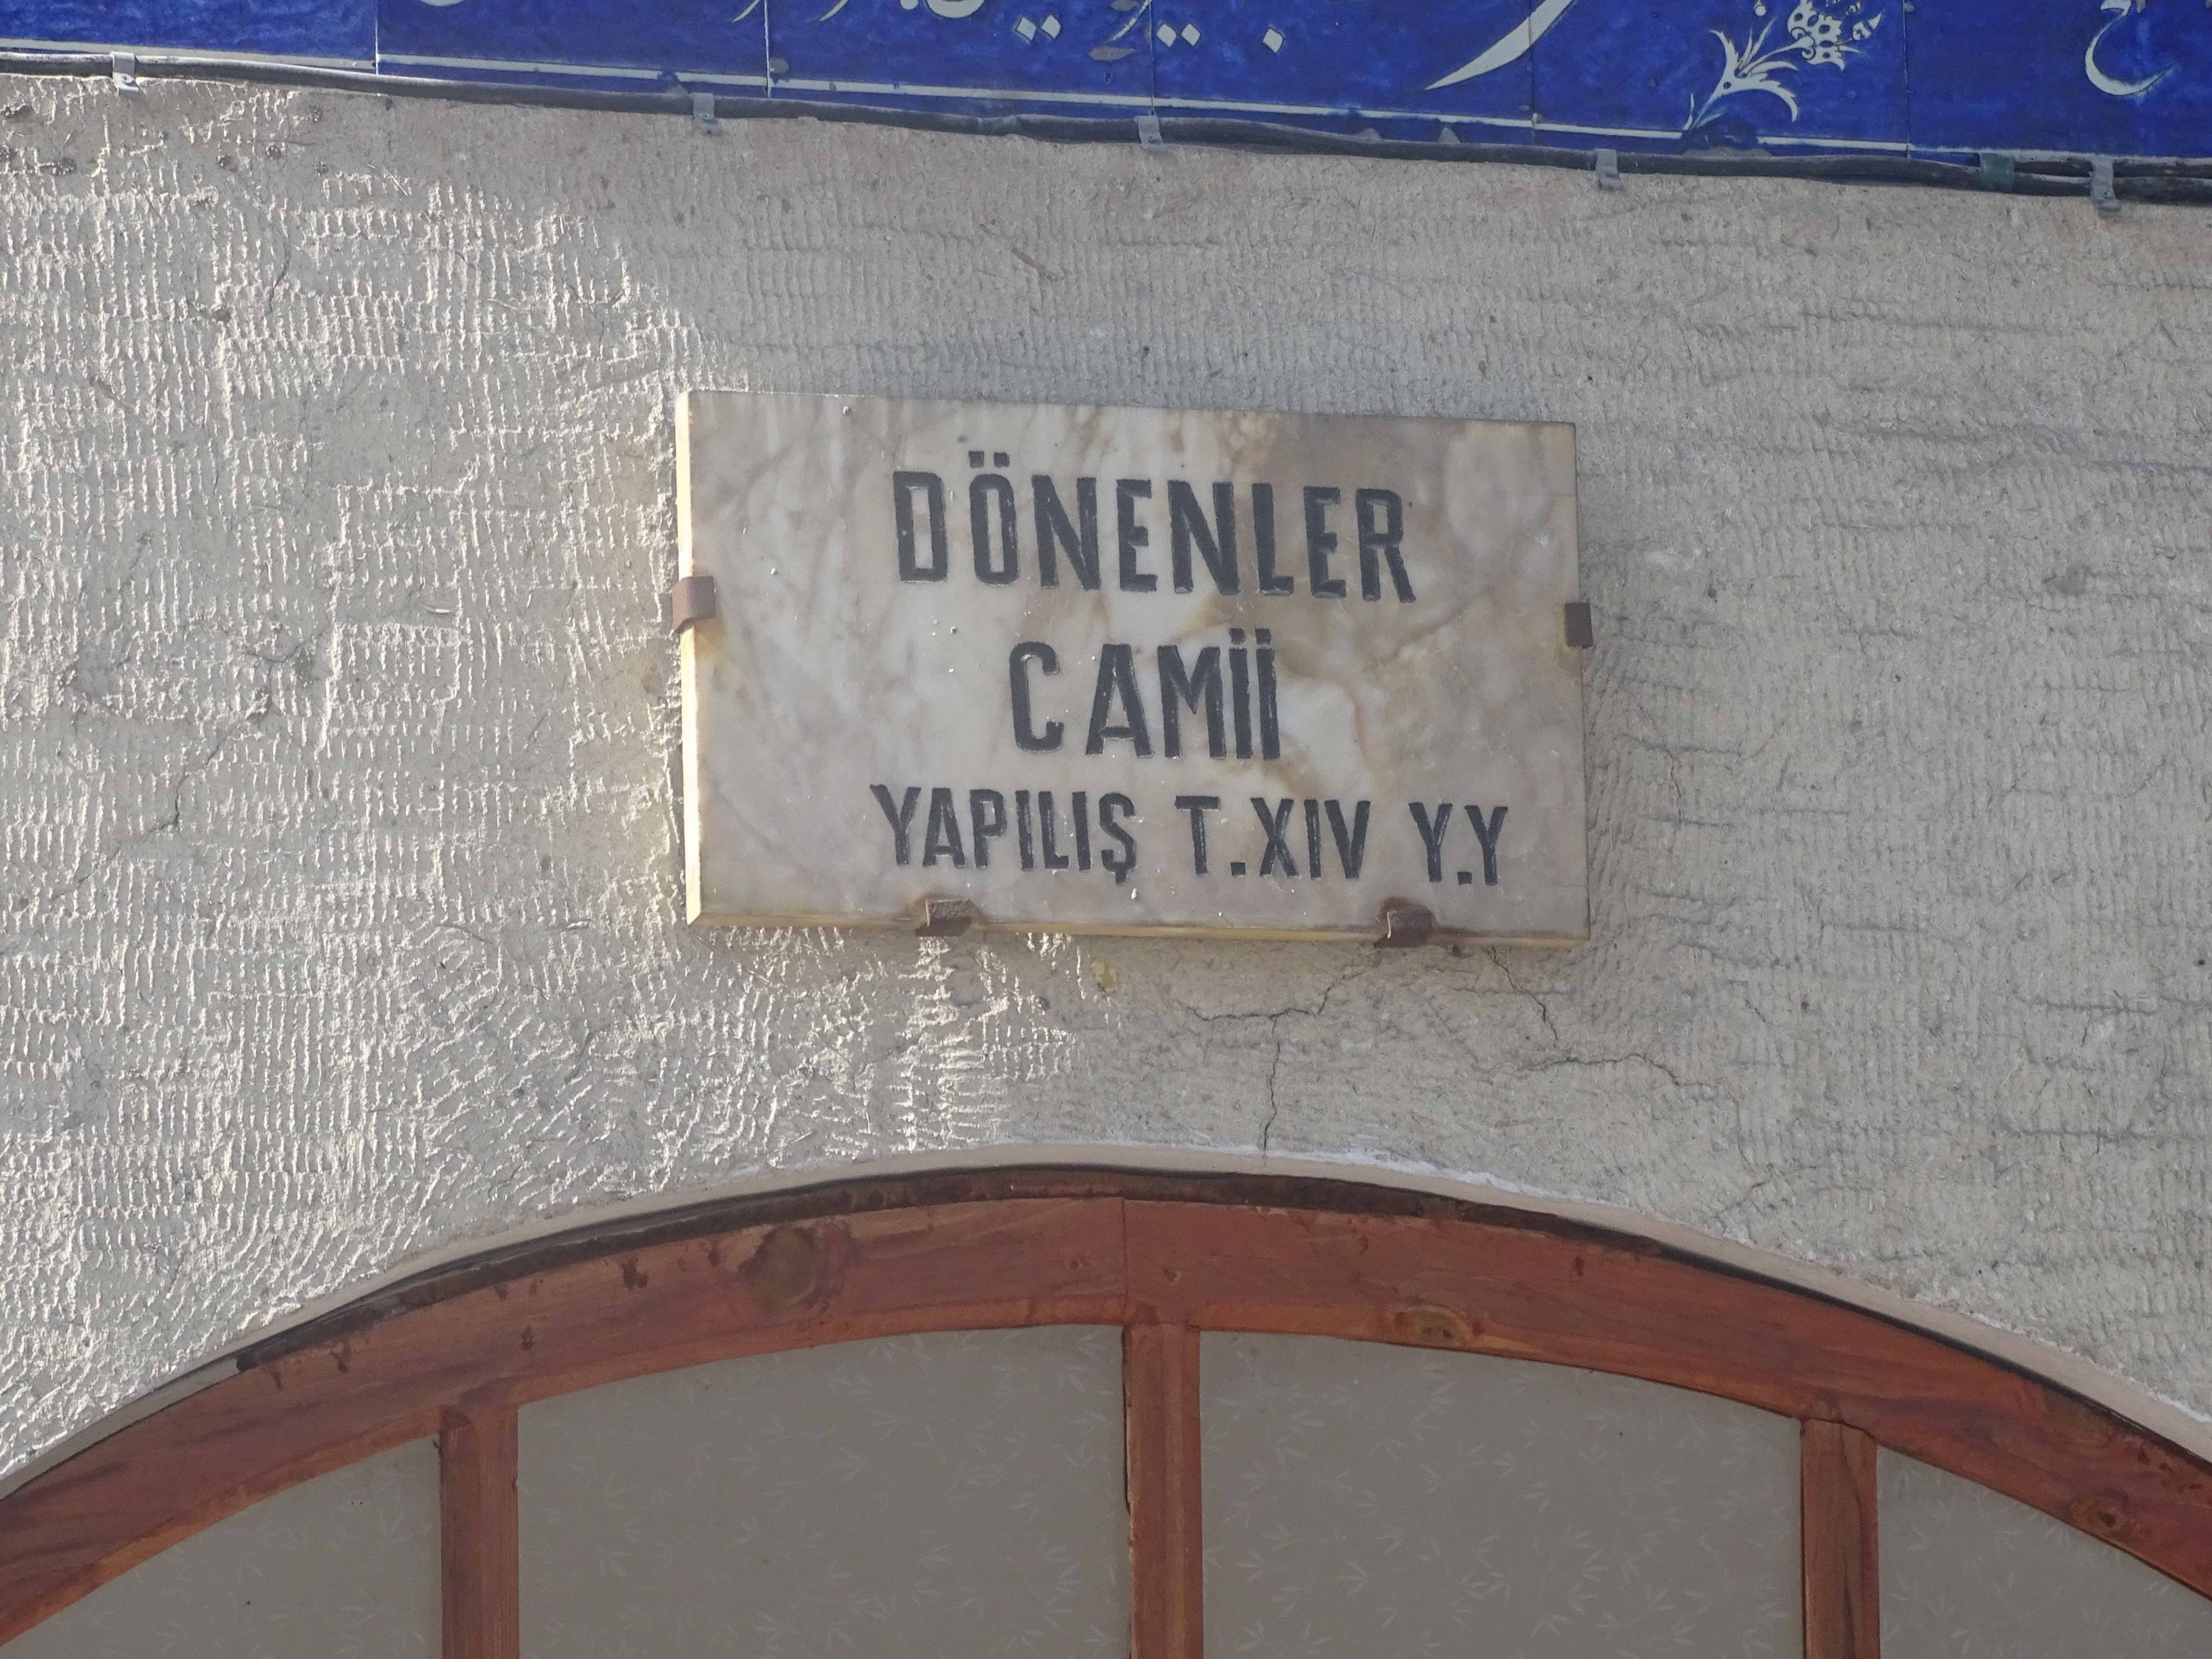 DÖNENLER
CAMİİ
YAPILIŞ T.XIV Y.Y